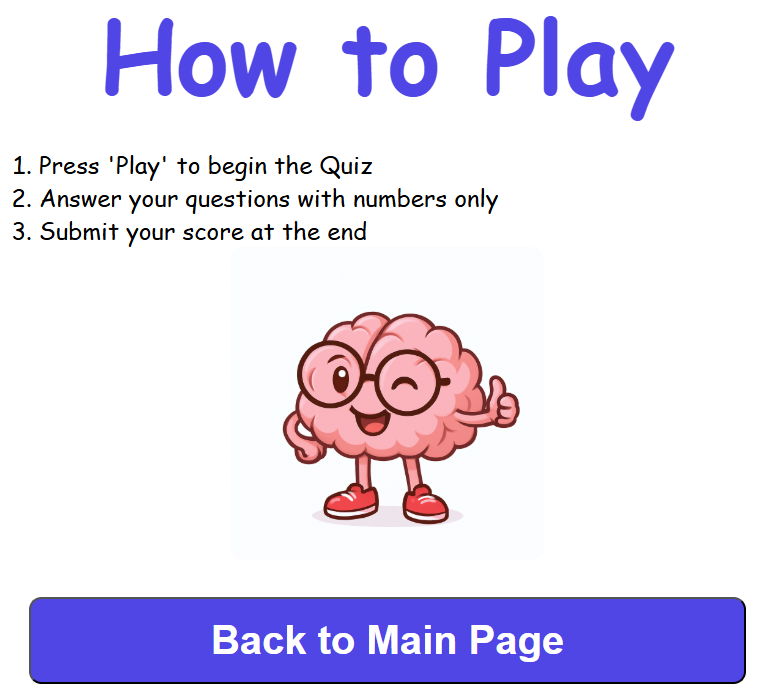 How to Play
1. Press 'Play' to begin the Quiz
2. Answer your questions with numbers only
3. Submit your score at the end
Back to Main Page